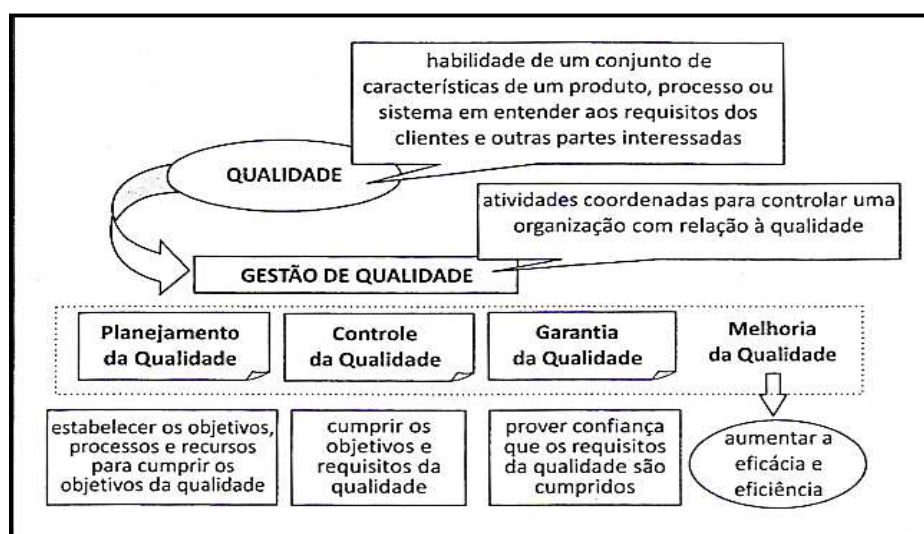 habilidade de um conjunto de
características de um produto, processo ou
sistema em entender aos requisitos dos
clientes e outras partes interessadas
QUALIDADE
atividades coordenadas para controlar uma
organização com relação à qualidade
GESTÃO DE QUALIDADE
Planejamento
da Qualidade
Controle
da Qualidade
Garantia
da Qualidade
Melhoria
da Qualidade
estabelecer os objetivos,
processos e recursos
para cumprir os
objetivos da qualidade
cumprir os
objetivos e
requisitos da
qualidade
prover confiança
que os requisitos
da qualidade são
cumpridos
aumentar a
eficácia e
eficiência